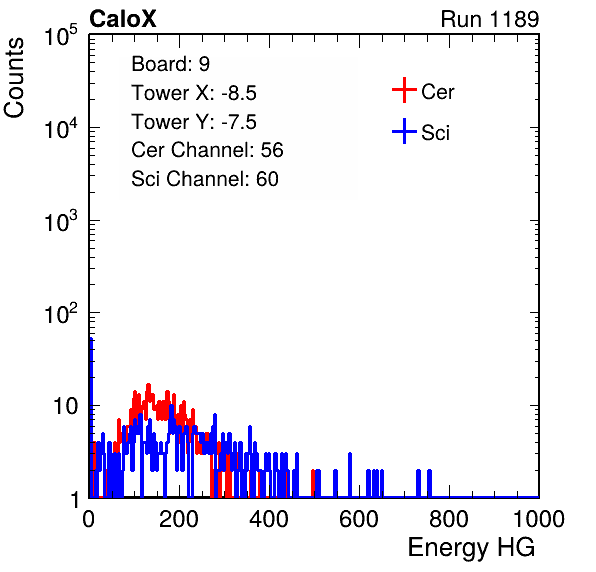 CaloX Run 1189
10^5
Counts
Board: 9
Tower X: -8.5
Tower Y: -7.5
Cer Channel: 56
Sci Channel: 60
Cer
Sci
10^4
10^3
10^2
10
1
0 200 400 600 800 1000
Energy HG